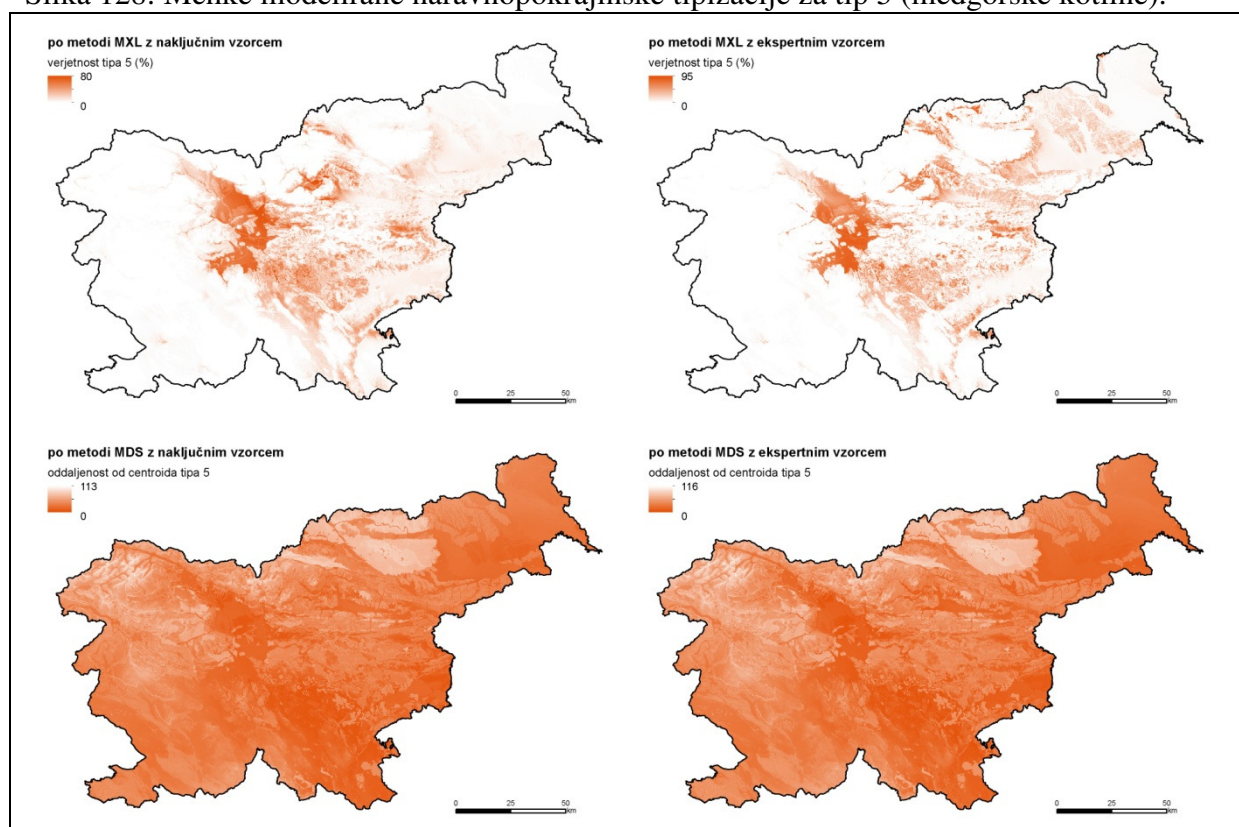 Slika 128: Mehke modelirane naravnopokrajinske tipizacije za tip 5 (medgorske kotline).
po metodi MXL z naključnim vzorcem
verjetnost tipa 5 (%)
80
0
0 25 50
km
po metodi MXL z ekspertnim vzorcem
verjetnost tipa 5 (%)
95
0
0 25 50
km
po metodi MDS z naključnim vzorcem
oddaljenost od centroida tipa 5
113
0
0 25 50
km
po metodi MDS z ekspertnim vzorcem
oddaljenost od centroida tipa 5
116
0
0 25 50
km